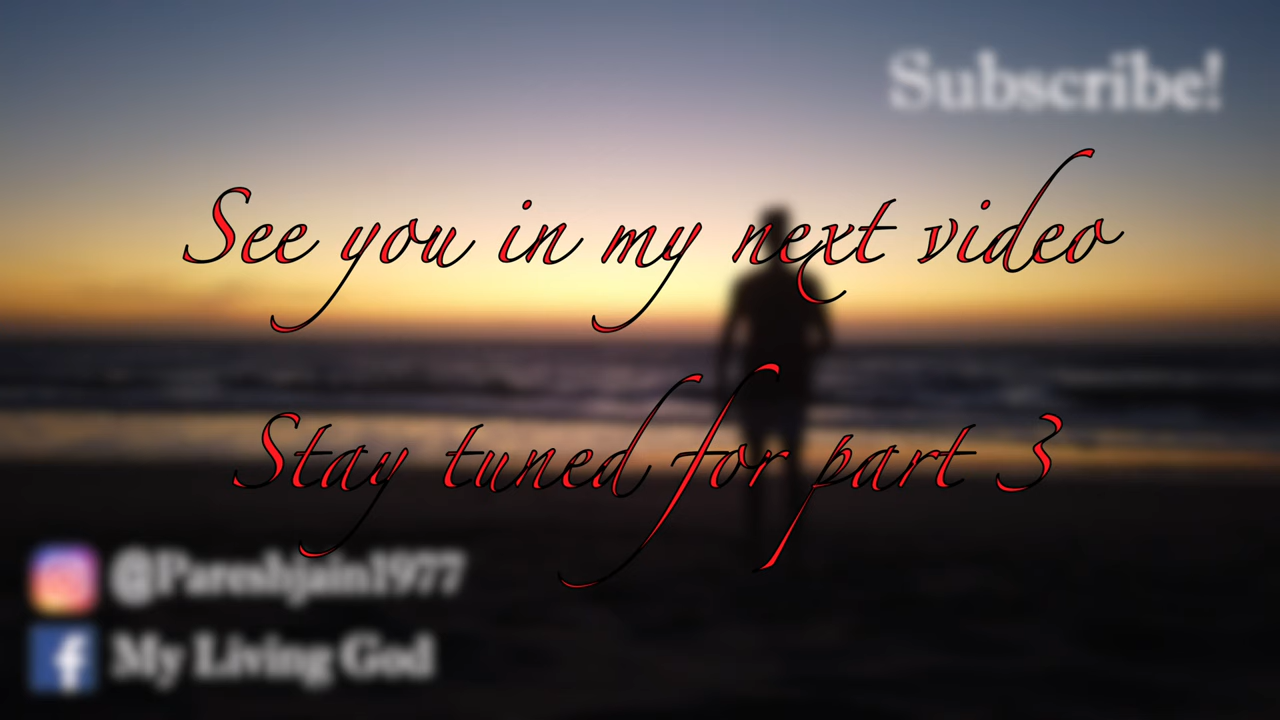 Subscribe!
See you in my next video
Stay tuned for part 3
@Pareshjain1977
My Living God